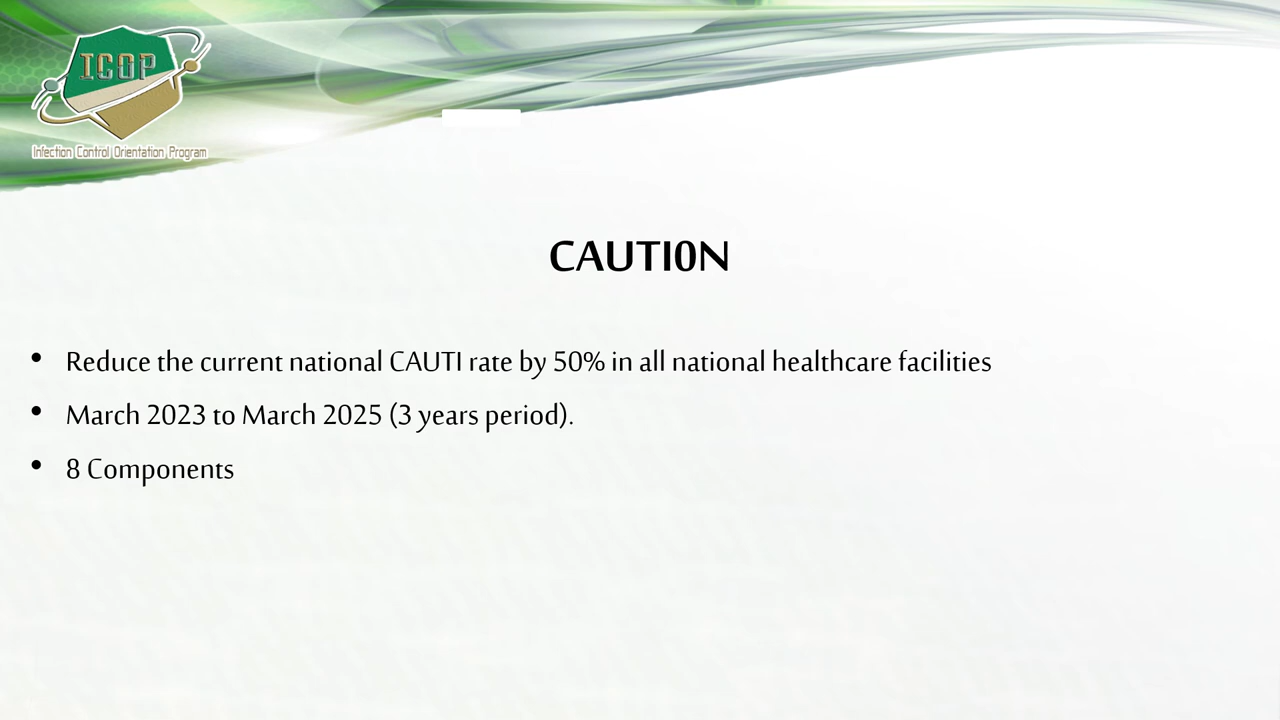 ICOP
Infection Control Orientation Program
CAUTI0N
• Reduce the current national CAUTI rate by 50% in all national healthcare facilities
• March 2023 to March 2025 (3 years period).
• 8 Components